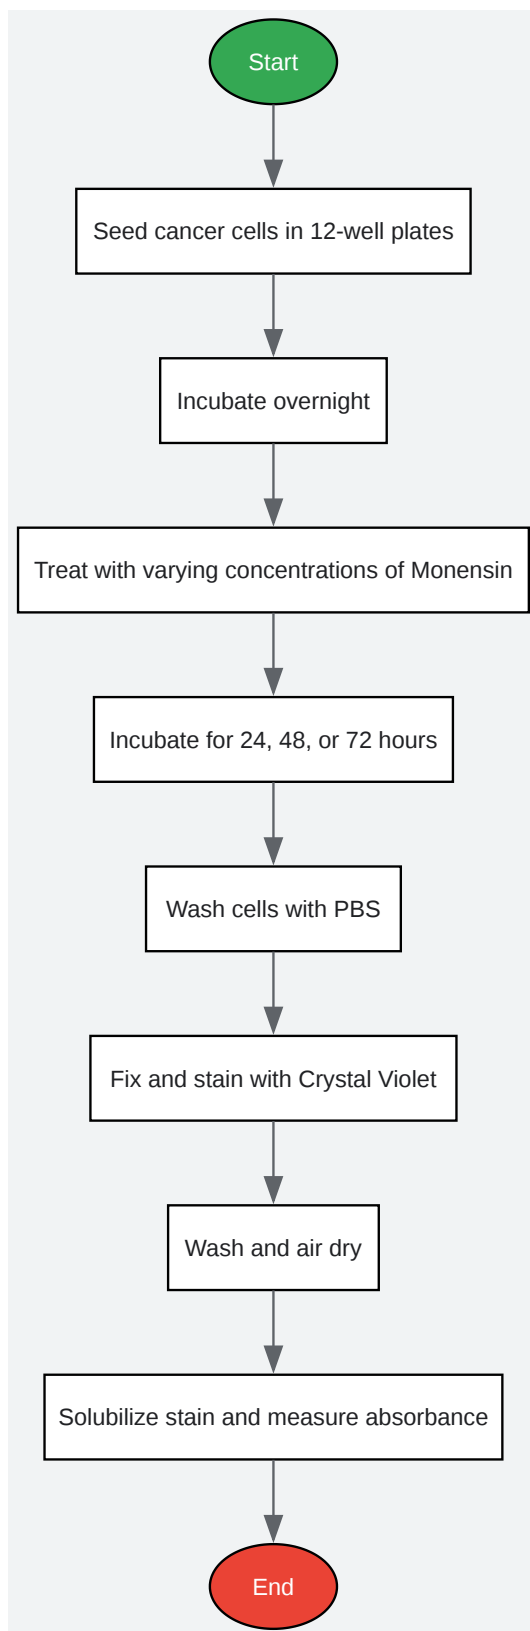 Start
Seed cancer cells in 12-well plates
Incubate overnight
Treat with varying concentrations of Monensin
Incubate for 24, 48, or 72 hours
Wash cells with PBS
Fix and stain with Crystal Violet
Wash and air dry
Solubilize stain and measure absorbance
End